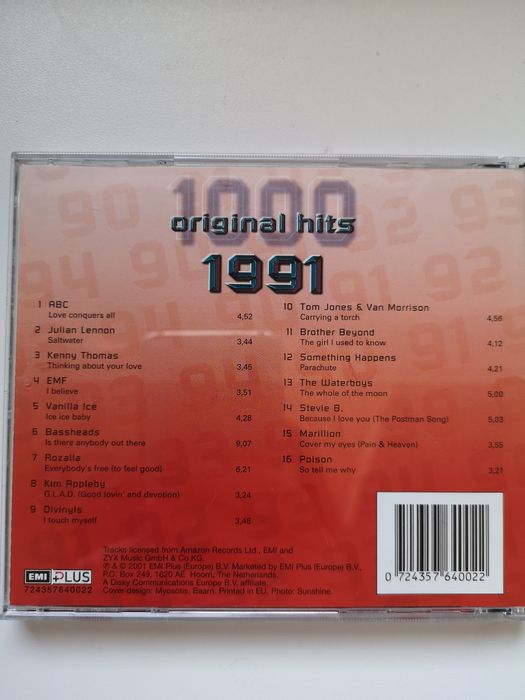 1000
original hits
1991
1 ABC
Love conquers all 4,52
2 Julian Lennon
Saltwater 3,44
3 Kenny Thomas
Thinking about your love 3,45
4 EMF
I believe 3,51
5 Vanilla Ice
Ice ice baby 4,28
6 Bassheads
Is there anybody out there 9,07
7 Rozalla
Everybody's free (to feel good) 6,21
8 Kim Appleby
G.L.A.D. (Good lovin' and devotion) 3,24
9 Divinyls
I touch myself 3,46
10 Tom Jones & Van Morrison
Carrying a torch 4,56
11 Brother Beyond
The girl I used to know 4,12
12 Something Happens
Parachute 4,21
13 The Waterboys
The whole of the moon 5,00
14 Stevie B.
Because I love you (The Postman Song) 5,03
15 Marillion
Cover my eyes (Pain & Heaven) 3,55
16 Poison
So tell me why 3,21
Tracks licensed from Amazon Records Ltd., EMI and
ZYX Music GmbH & Co.KG.
℗ & © 2001 EMI Plus (Europe) B.V. Marketed by EMI Plus (Europe) B.V.,
P.O. Box 249, 1620 AE Hoorn, The Netherlands.
A Disky Communications Europe B.V. affiliate.
Cover design: Myosotis, Baarn. Printed in EU. Photo: Sunshine.
EMI PLUS
724357640022
0 724357 640022